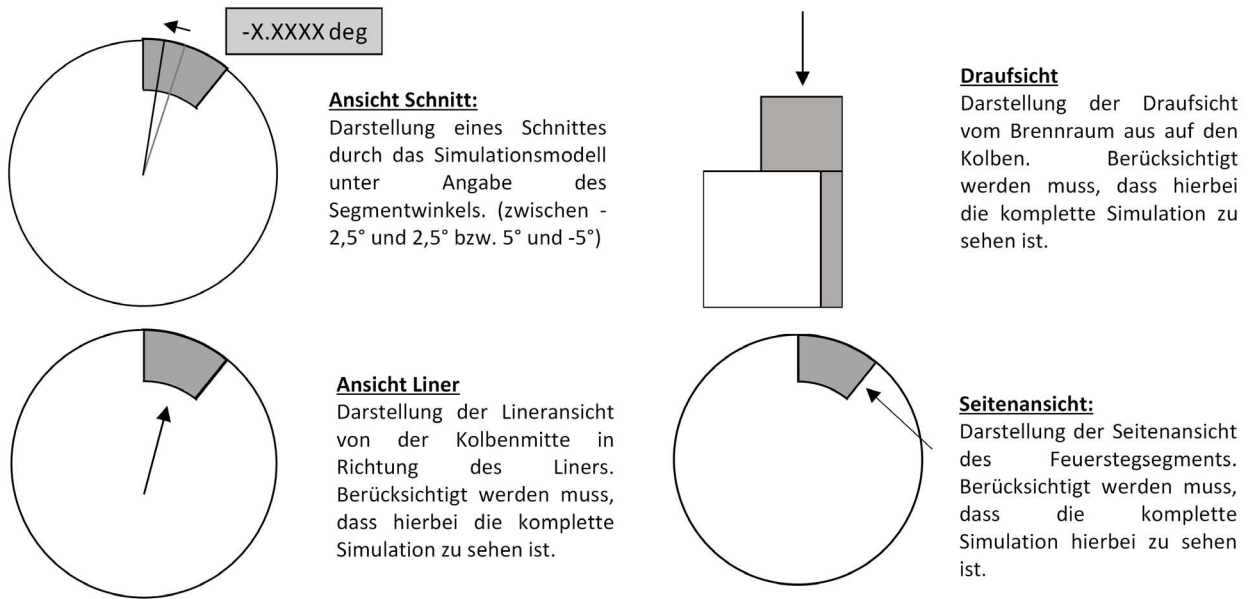 -X.XXXX deg
Ansicht Schnitt:
Darstellung eines Schnittes
durch das Simulationsmodell
unter Angabe des
Segmentwinkels. (zwischen -
2,5° und 2,5° bzw. 5° und -5°)
Draufsicht
Darstellung der Draufsicht
vom Brennraum aus auf den
Kolben. Berücksichtigt
werden muss, dass hierbei
die komplette Simulation zu
sehen ist.
Ansicht Liner
Darstellung der Lineransicht
von der Kolbenmitte in
Richtung des Liners.
Berücksichtigt werden muss,
dass hierbei die komplette
Simulation zu sehen ist.
Seitenansicht:
Darstellung der Seitenansicht
des Feuerstegsegments.
Berücksichtigt werden muss,
dass die komplette
Simulation hierbei zu sehen
ist.